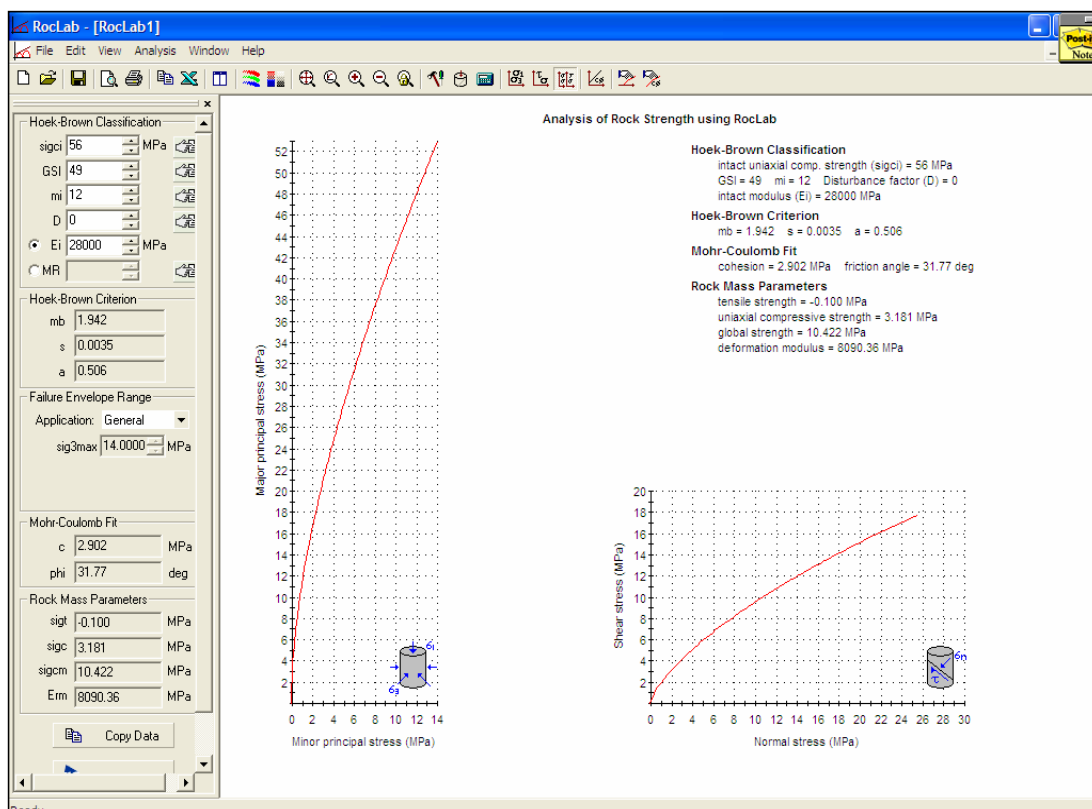 RocLab - [RocLab1]
File Edit View Analysis Window Help
Post-it
Note
Hoek-Brown Classification
sigci 56 MPa
GSI 49
mi 12
D 0
Ei 28000 MPa
MR
Hoek-Brown Criterion
mb 1.942
s 0.0035
a 0.506
Failure Envelope Range
Application: General
sig3max 14.0000 MPa
Mohr-Coulomb Fit
c 2.902 MPa
phi 31.77 deg
Rock Mass Parameters
sigt -0.100 MPa
sigc 3.181 MPa
sigcm 10.422 MPa
Erm 8090.36 MPa
Copy Data
Analysis of Rock Strength using RocLab
Hoek-Brown Classification
intact uniaxial comp. strength (sigci) = 56 MPa
GSI = 49 mi = 12 Disturbance factor (D) = 0
intact modulus (Ei) = 28000 MPa
Hoek-Brown Criterion
mb = 1.942 s = 0.0035 a = 0.506
Mohr-Coulomb Fit
cohesion = 2.902 MPa friction angle = 31.77 deg
Rock Mass Parameters
tensile strength = -0.100 MPa
uniaxial compressive strength = 3.181 MPa
global strength = 10.422 MPa
deformation modulus = 8090.36 MPa
Major principal stress (MPa)
52
50
48
46
44
42
40
38
36
34
32
30
28
26
24
22
20
18
16
14
12
10
8
6
4
2
0 2 4 6 8 10 12 14
Minor principal stress (MPa)
σ1
σ3
Shear stress (MPa)
20
18
16
14
12
10
8
6
4
2
0 2 4 6 8 10 12 14 16 18 20 22 24 26 28 30
Normal stress (MPa)
σn
τ